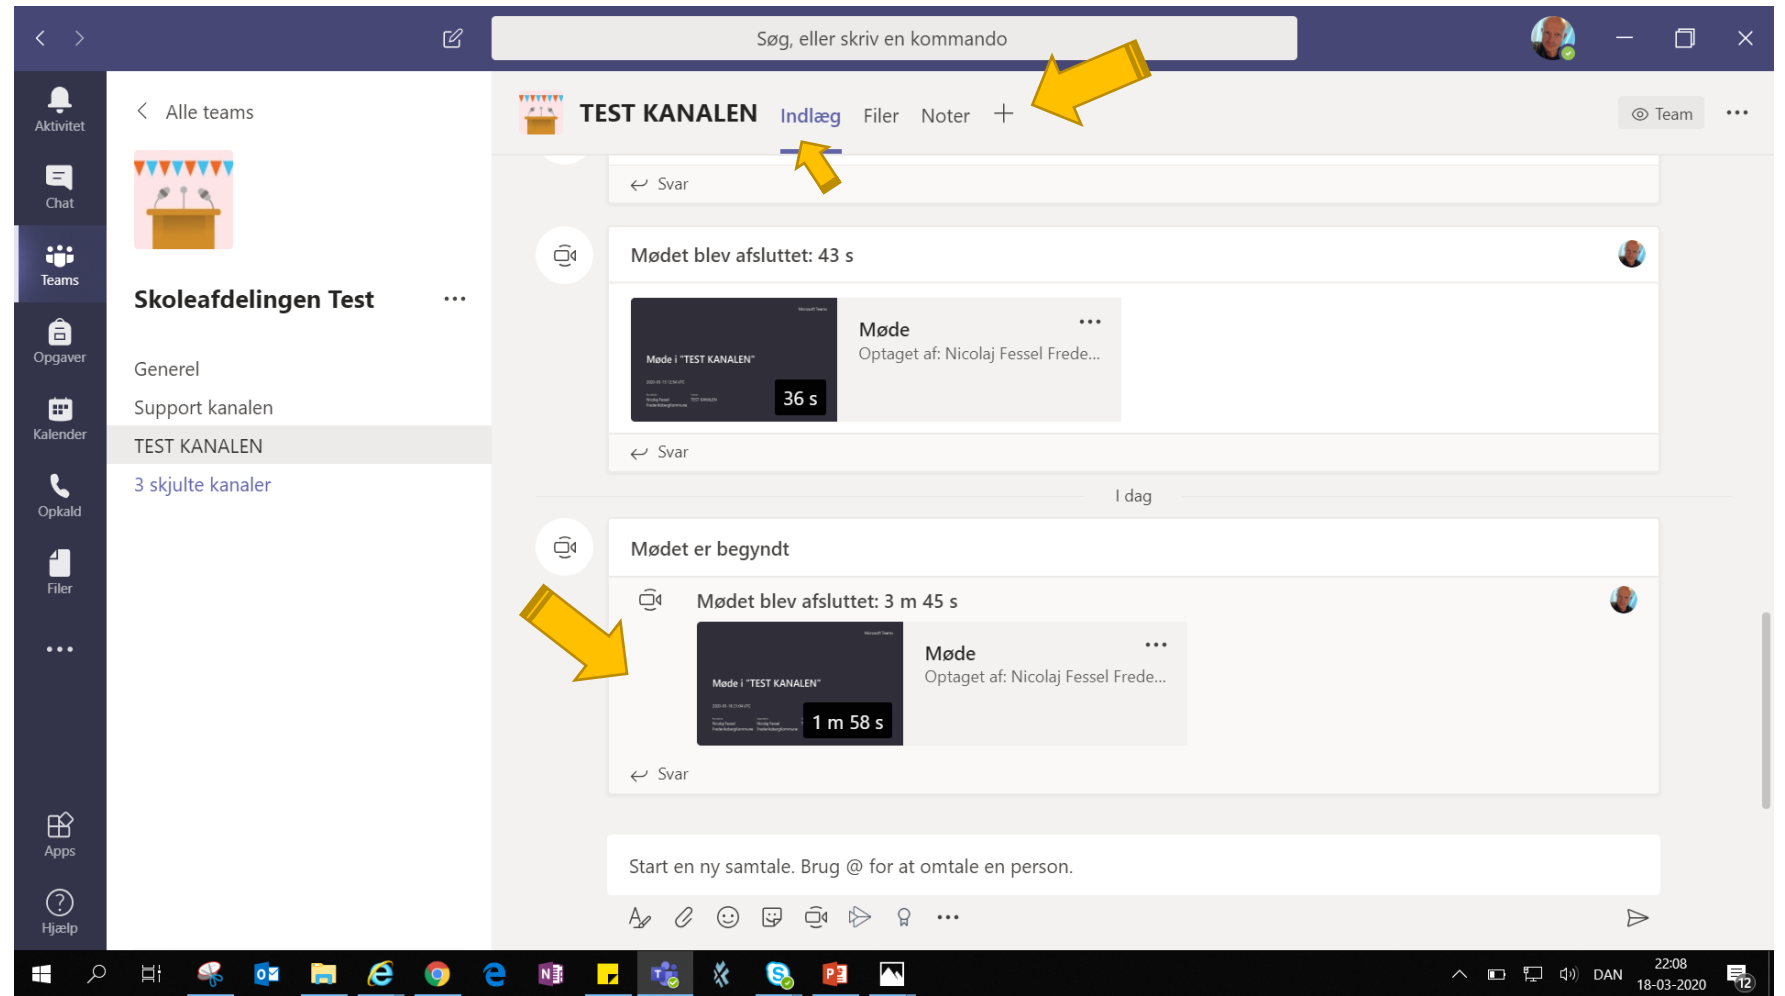 Søg, eller skriv en kommando
Aktivitet
Chat
Teams
Opgaver
Kalender
Opkald
Filer
Apps
Hjælp
Alle teams
Skoleafdelingen Test
Generel
Support kanalen
TEST KANALEN
3 skjulte kanaler
TEST KANALEN Indlæg Filer Noter
Team
Svar
Mødet blev afsluttet: 43 s
Microsoft Teams
Møde i "TEST KANALEN"
36 s
Møde
Optaget af: Nicolaj Fessel Frede...
Svar
I dag
Mødet er begyndt
Mødet blev afsluttet: 3 m 45 s
Microsoft Teams
Møde i "TEST KANALEN"
1 m 58 s
Møde
Optaget af: Nicolaj Fessel Frede...
Svar
Start en ny samtale. Brug @ for at omtale en person.
DAN
22:08
18-03-2020
12